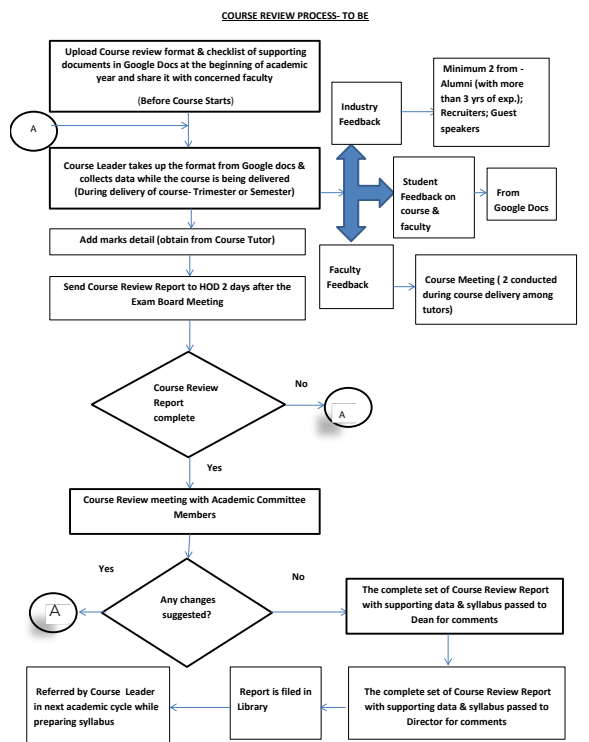 COURSE REVIEW PROCESS- TO BE
Upload Course review format & checklist of supporting
documents in Google Docs at the beginning of academic
year and share it with concerned faculty
(Before Course Starts)
A
Course Leader takes up the format from Google docs &
collects data while the course is being delivered
(During delivery of course- Trimester or Semester)
Industry
Feedback
Minimum 2 from -
Alumni (with more
than 3 yrs of exp.);
Recruiters; Guest
speakers
Student
Feedback on
course &
faculty
From
Google Docs
Faculty
Feedback
Course Meeting ( 2 conducted
during course delivery among
tutors)
Add marks detail (obtain from Course Tutor)
Send Course Review Report to HOD 2 days after the
Exam Board Meeting
Course Review
Report
complete
No
A
Yes
Course Review meeting with Academic Committee
Members
Any changes
suggested?
Yes
A
No
The complete set of Course Review Report
with supporting data & syllabus passed to
Dean for comments
The complete set of Course Review Report
with supporting data & syllabus passed to
Director for comments
Report is filed in
Library
Referred by Course Leader
in next academic cycle while
preparing syllabus